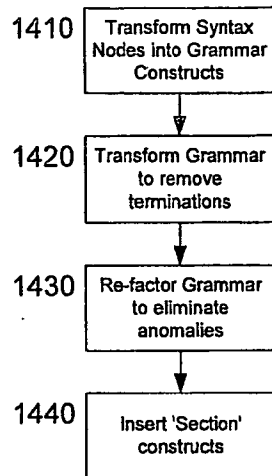 1410
Transform Syntax
Nodes into Grammar
Constructs
1420
Transform Grammar
to remove
terminations
1430
Re-factor Grammar
to eliminate
anomalies
1440
Insert 'Section'
constructs